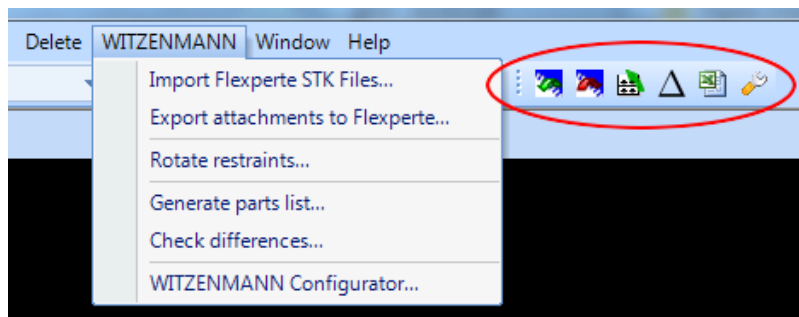 Delete WITZENMANN Window Help
Import Flexperte STK Files...
Export attachments to Flexperte...
Rotate restraints...
Generate parts list...
Check differences...
WITZENMANN Configurator...